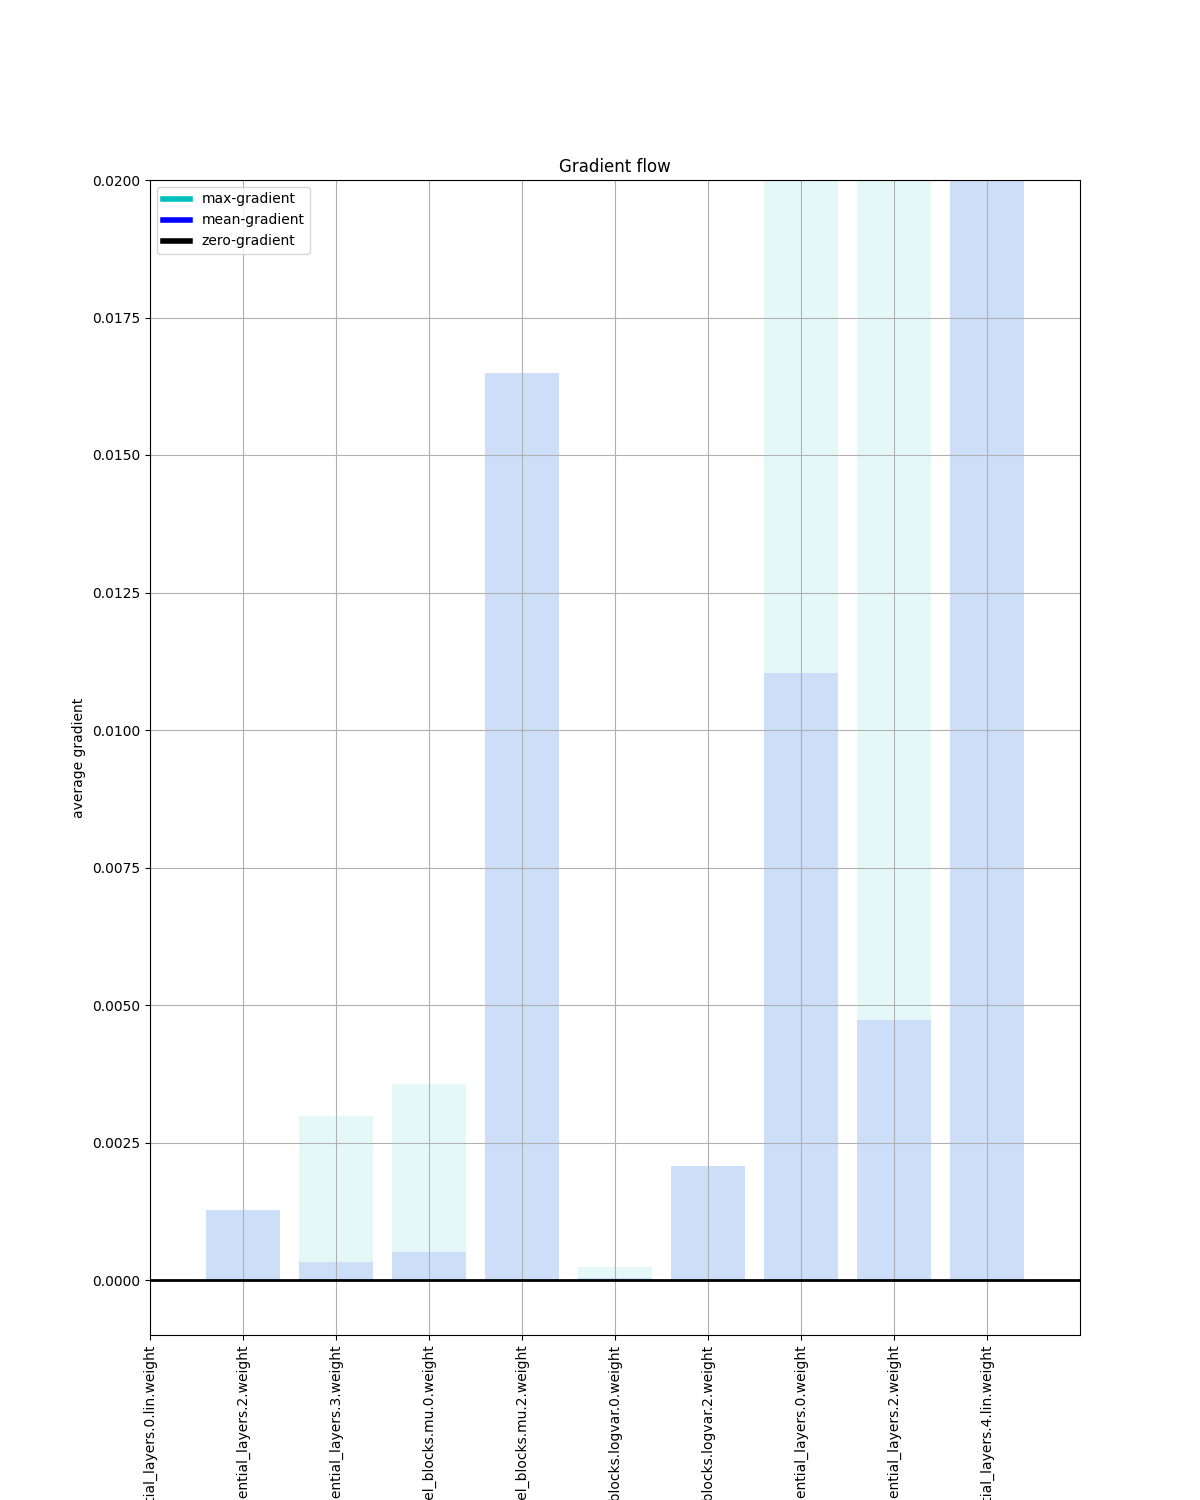 Gradient flow
max-gradient
mean-gradient
zero-gradient
0.0200
0.0175
0.0150
0.0125
0.0100
0.0075
0.0050
0.0025
0.0000
average gradient
tial_layers.0.lin.weight
ential_layers.2.weight
ential_layers.3.weight
el_blocks.mu.0.weight
el_blocks.mu.2.weight
blocks.logvar.0.weight
blocks.logvar.2.weight
ential_layers.0.weight
ential_layers.2.weight
tial_layers.4.lin.weight